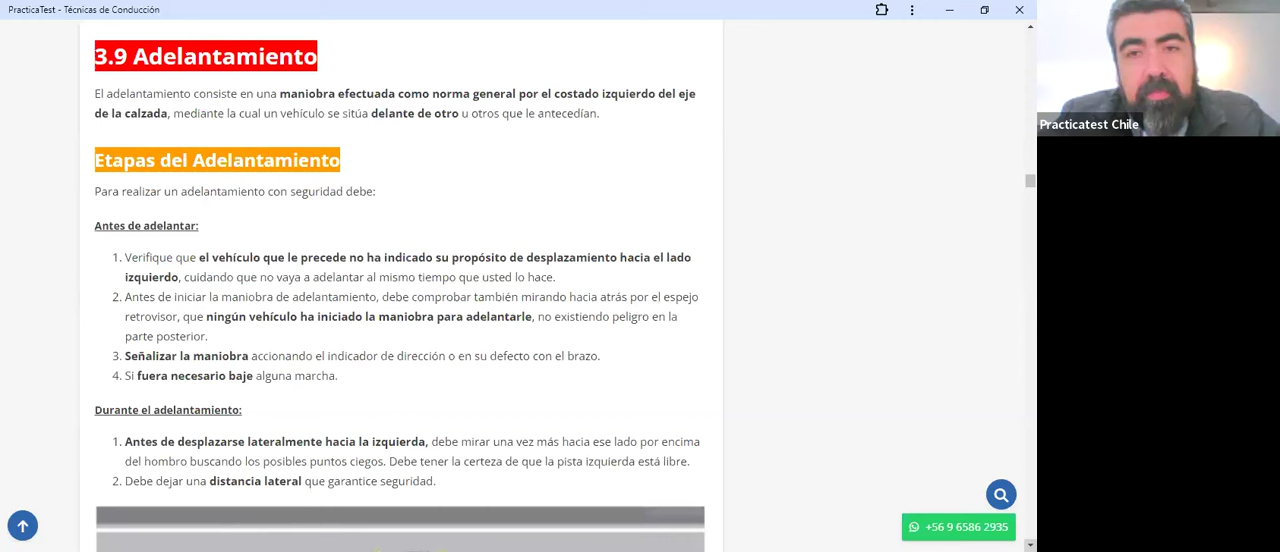 PracticaTest - Técnicas de Conducción
3.9 Adelantamiento
El adelantamiento consiste en una maniobra efectuada como norma general por el costado izquierdo del eje
de la calzada, mediante la cual un vehículo se sitúa delante de otro u otros que le antecedían.
Etapas del Adelantamiento
Para realizar un adelantamiento con seguridad debe:
Antes de adelantar:
1. Verifique que el vehículo que le precede no ha indicado su propósito de desplazamiento hacia el lado
izquierdo, cuidando que no vaya a adelantar al mismo tiempo que usted lo hace.
2. Antes de iniciar la maniobra de adelantamiento, debe comprobar también mirando hacia atrás por el espejo
retrovisor, que ningún vehículo ha iniciado la maniobra para adelantarle, no existiendo peligro en la
parte posterior.
3. Señalizar la maniobra accionando el indicador de dirección o en su defecto con el brazo.
4. Si fuera necesario baje alguna marcha.
Durante el adelantamiento:
1. Antes de desplazarse lateralmente hacia la izquierda, debe mirar una vez más hacia ese lado por encima
del hombro buscando los posibles puntos ciegos. Debe tener la certeza de que la pista izquierda está libre.
2. Debe dejar una distancia lateral que garantice seguridad.
+56 9 6586 2935
Practicatest Chile